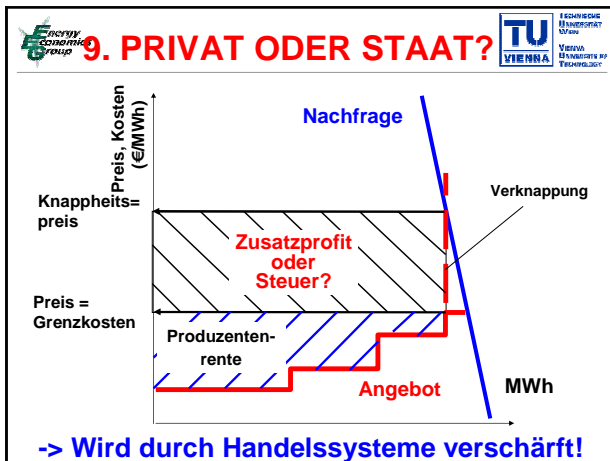 Energy
Economics
Group
9. PRIVAT ODER STAAT?
TU
VIENNA
TECHNISCHE
UNIVERSITÄT
WIEN
VIENNA
UNIVERSITY OF
TECHNOLOGY
Preis, Kosten
(€/MWh)
Nachfrage
Knappheits=
preis
Verknappung
Zusatzprofit
oder
Steuer?
Preis =
Grenzkosten
Produzenten-
rente
Angebot
MWh
-> Wird durch Handelssysteme verschärft!